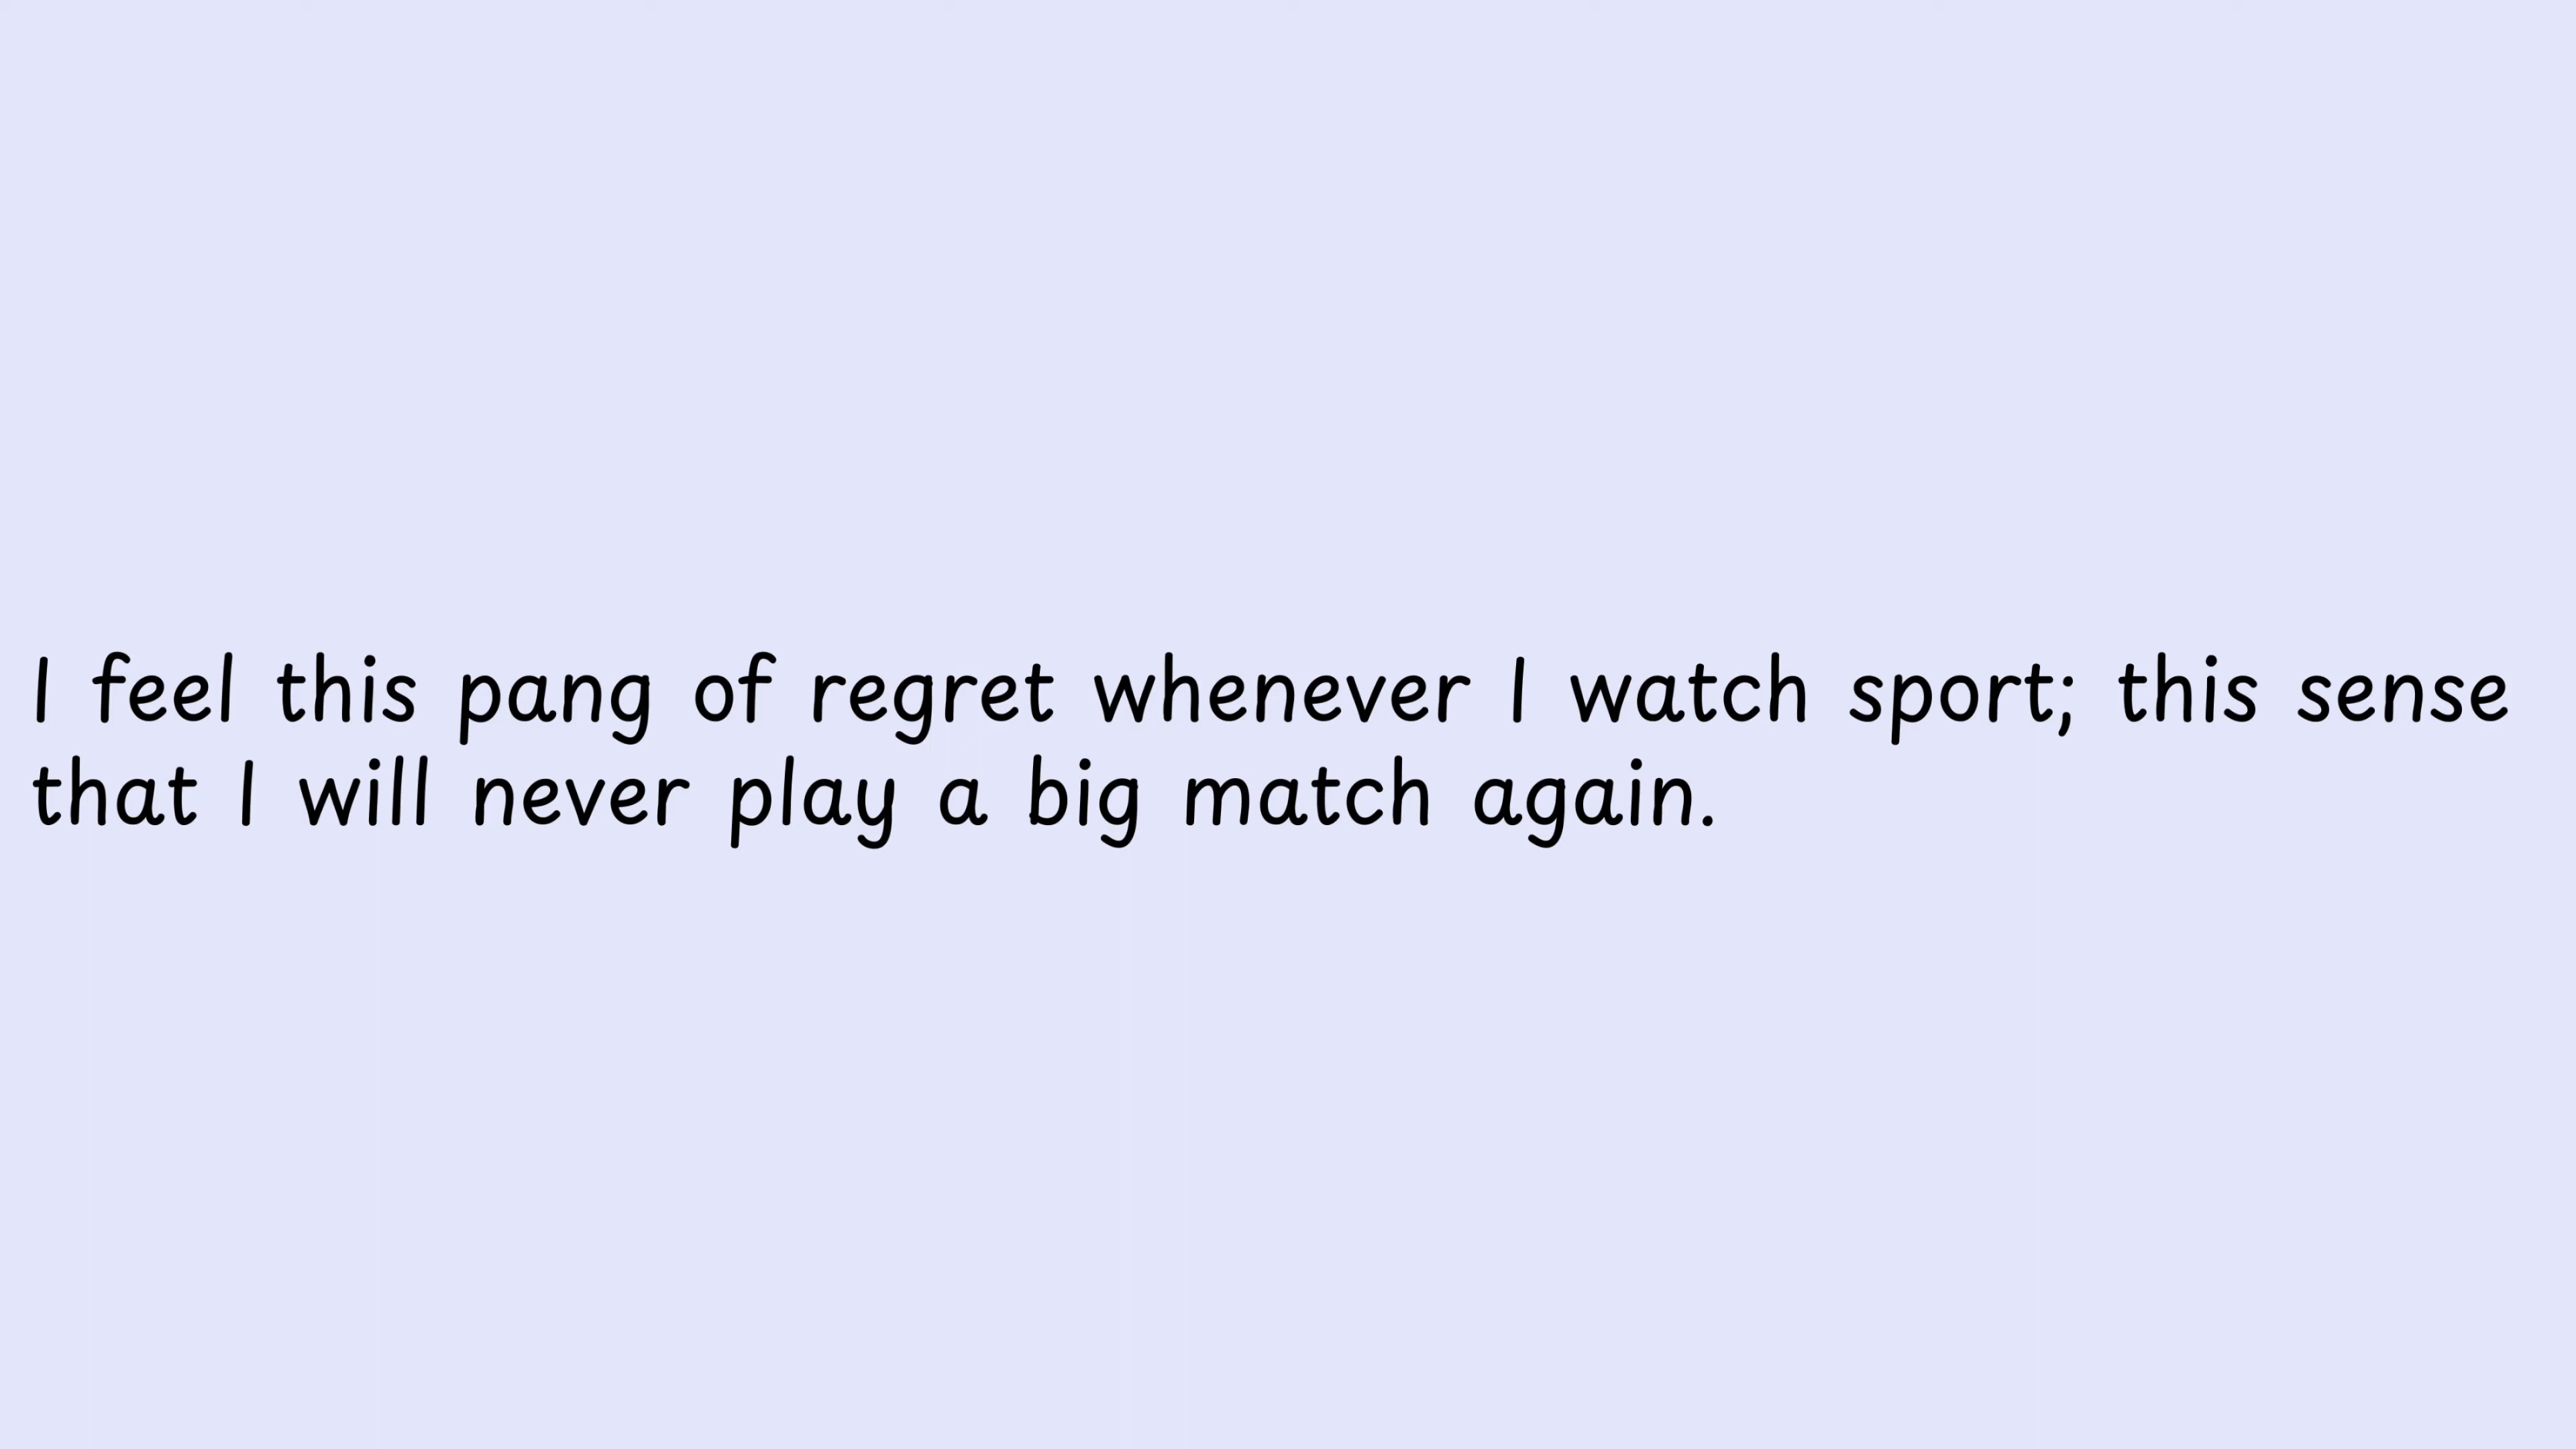 I feel this pang of regret whenever I watch sport; this sense
that I will never play a big match again.